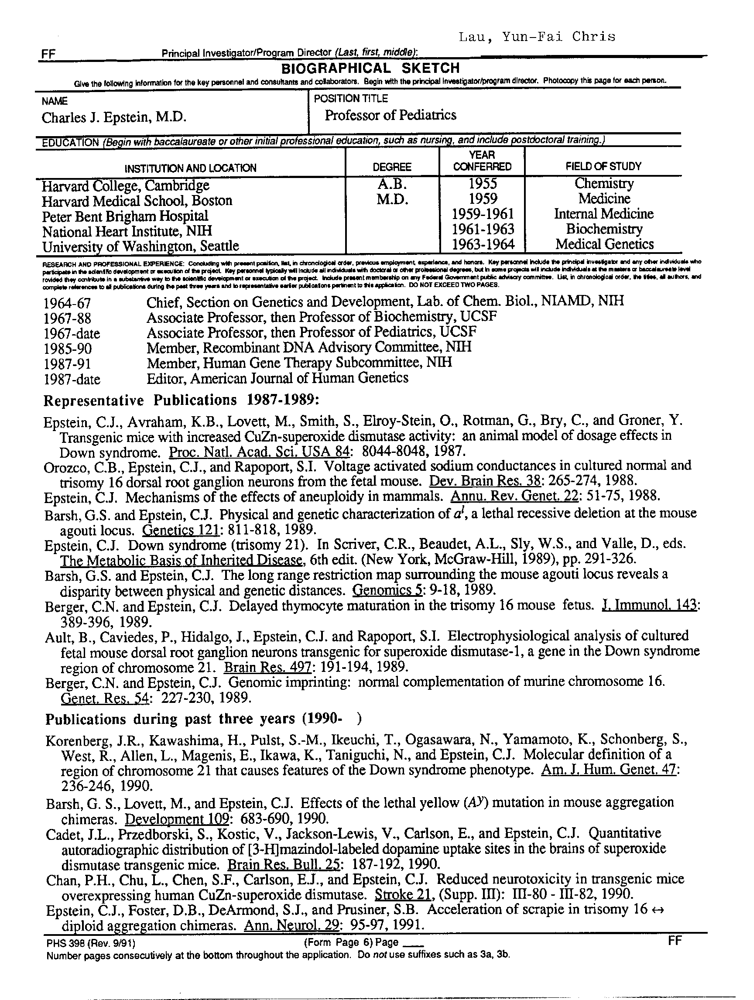 Lau, Yun-Fai Chris
FF Principal Investigator/Program Director (Last, first, middle):
BIOGRAPHICAL SKETCH
Give the following information for the key personnel and consultants and collaborators. Begin with the principal investigator/program director. Photocopy this page for each person.
NAME POSITION TITLE
Charles J. Epstein, M.D. Professor of Pediatrics
EDUCATION (Begin with baccalaureate or other initial professional education, such as nursing, and include postdoctoral training.)
INSTITUTION AND LOCATION DEGREE YEAR CONFERRED FIELD OF STUDY
Harvard College, Cambridge A.B. 1955 Chemistry
Harvard Medical School, Boston M.D. 1959 Medicine
Peter Bent Brigham Hospital 1959-1961 Internal Medicine
National Heart Institute, NIH 1961-1963 Biochemistry
University of Washington, Seattle 1963-1964 Medical Genetics
RESEARCH AND PROFESSIONAL EXPERIENCE: Concluding with present position, list, in chronological order, previous employment, experience, and honors. Key personnel include the principal investigator and any other individuals who
participate in the scientific development or execution of the project. Key personnel typically will include all individuals with doctoral or other professional degrees, but in some projects will include individuals at the masters or baccalaureate level
rovided they contribute in a substantive way to the scientific development or execution of the project. Include present membership on any Federal Government public advisory committee. List, in chronological order, the titles, all authors, and
complete references to all publications during the past three years and to representative earlier publications pertinent to this application. DO NOT EXCEED TWO PAGES.
1964-67 Chief, Section on Genetics and Development, Lab. of Chem. Biol., NIAMD, NIH
1967-88 Associate Professor, then Professor of Biochemistry, UCSF
1967-date Associate Professor, then Professor of Pediatrics, UCSF
1985-90 Member, Recombinant DNA Advisory Committee, NIH
1987-91 Member, Human Gene Therapy Subcommittee, NIH
1987-date Editor, American Journal of Human Genetics
Representative Publications 1987-1989:
Epstein, C.J., Avraham, K.B., Lovett, M., Smith, S., Elroy-Stein, O., Rotman, G., Bry, C., and Groner, Y.
Transgenic mice with increased CuZn-superoxide dismutase activity: an animal model of dosage effects in
Down syndrome. Proc. Natl. Acad. Sci. USA 84: 8044-8048, 1987.
Orozco, C.B., Epstein, C.J., and Rapoport, S.I. Voltage activated sodium conductances in cultured normal and
trisomy 16 dorsal root ganglion neurons from the fetal mouse. Dev. Brain Res. 38: 265-274, 1988.
Epstein, C.J. Mechanisms of the effects of aneuploidy in mammals. Annu. Rev. Genet. 22: 51-75, 1988.
Barsh, G.S. and Epstein, C.J. Physical and genetic characterization of a^l, a lethal recessive deletion at the mouse
agouti locus. Genetics 121: 811-818, 1989.
Epstein, C.J. Down syndrome (trisomy 21). In Scriver, C.R., Beaudet, A.L., Sly, W.S., and Valle, D., eds.
The Metabolic Basis of Inherited Disease, 6th edit. (New York, McGraw-Hill, 1989), pp. 291-326.
Barsh, G.S. and Epstein, C.J. The long range restriction map surrounding the mouse agouti locus reveals a
disparity between physical and genetic distances. Genomics 5: 9-18, 1989.
Berger, C.N. and Epstein, C.J. Delayed thymocyte maturation in the trisomy 16 mouse fetus. J. Immunol. 143:
389-396, 1989.
Ault, B., Caviedes, P., Hidalgo, J., Epstein, C.J. and Rapoport, S.I. Electrophysiological analysis of cultured
fetal mouse dorsal root ganglion neurons transgenic for superoxide dismutase-1, a gene in the Down syndrome
region of chromosome 21. Brain Res. 497: 191-194, 1989.
Berger, C.N. and Epstein, C.J. Genomic imprinting: normal complementation of murine chromosome 16.
Genet. Res. 54: 227-230, 1989.
Publications during past three years (1990- )
Korenberg, J.R., Kawashima, H., Pulst, S.-M., Ikeuchi, T., Ogasawara, N., Yamamoto, K., Schonberg, S.,
West, R., Allen, L., Magenis, E., Ikawa, K., Taniguchi, N., and Epstein, C.J. Molecular definition of a
region of chromosome 21 that causes features of the Down syndrome phenotype. Am. J. Hum. Genet. 47:
236-246, 1990.
Barsh, G. S., Lovett, M., and Epstein, C.J. Effects of the lethal yellow (A^y) mutation in mouse aggregation
chimeras. Development 109: 683-690, 1990.
Cadet, J.L., Przedborski, S., Kostic, V., Jackson-Lewis, V., Carlson, E., and Epstein, C.J. Quantitative
autoradiographic distribution of [3-H]mazindol-labeled dopamine uptake sites in the brains of superoxide
dismutase transgenic mice. Brain Res. Bull. 25: 187-192, 1990.
Chan, P.H., Chu, L., Chen, S.F., Carlson, E.J., and Epstein, C.J. Reduced neurotoxicity in transgenic mice
overexpressing human CuZn-superoxide dismutase. Stroke 21, (Supp. III): III-80 - III-82, 1990.
Epstein, C.J., Foster, D.B., DeArmond, S.J., and Prusiner, S.B. Acceleration of scrapie in trisomy 16 ↔
diploid aggregation chimeras. Ann. Neurol. 29: 95-97, 1991.
PHS 398 (Rev. 9/91) (Form Page 6) Page ____ FF
Number pages consecutively at the bottom throughout the application. Do not use suffixes such as 3a, 3b.